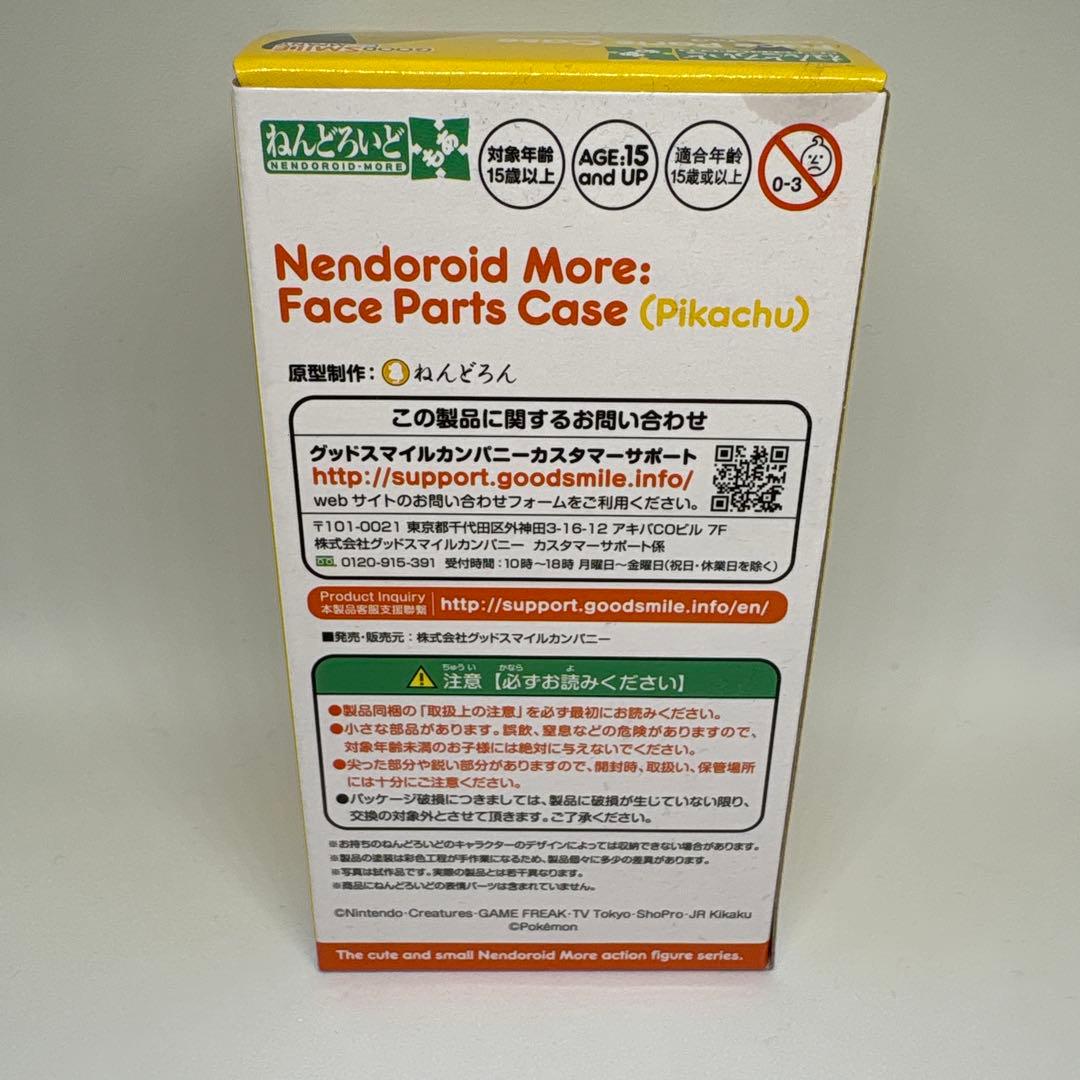 GOODSMILE
ねんどろいど
もあ
NENDOROID-MORE
対象年齢
15歳以上
AGE:15
and UP
適合年齢
15歳或以上
0-3
Nendoroid More:
Face Parts Case (Pikachu)
原型制作： ねんどろん
この製品に関するお問い合わせ
グッドスマイルカンパニーカスタマーサポート
http://support.goodsmile.info/
webサイトのお問い合わせフォームをご利用ください。
〒101-0021 東京都千代田区外神田3-16-12 アキバCOビル 7F
株式会社グッドスマイルカンパニー カスタマーサポート係
0120-915-391 受付時間：10時～18時 月曜日～金曜日(祝日・休業日を除く)
Product Inquiry
本製品客服支援聯繫
http://support.goodsmile.info/en/
■発売・販売元：株式会社グッドスマイルカンパニー
ちゅうい かなら よ
注意【必ずお読みください】
●製品同梱の「取扱上の注意」を必ず最初にお読みください。
●小さな部品があります。誤飲、窒息などの危険がありますので、
対象年齢未満のお子様には絶対に与えないでください。
●尖った部分や鋭い部分がありますので、開封時、取扱い、保管場所
には十分にご注意ください。
●パッケージ破損につきましては、製品に破損が生じていない限り、
交換の対象外とさせて頂きます。ご了承ください。
※お持ちのねんどろいどのキャラクターのデザインによっては収納できない場合があります。
※製品の塗装は彩色工程が手作業になるため、製品個々に多少の差異があります。
※写真は試作品です。実際の製品とは若干異なります。
※商品にねんどろいどの表情パーツは含まれていません。
©Nintendo・Creatures・GAME FREAK・TV Tokyo・ShoPro・JR Kikaku
©Pokémon
The cute and small Nendoroid More action figure series.